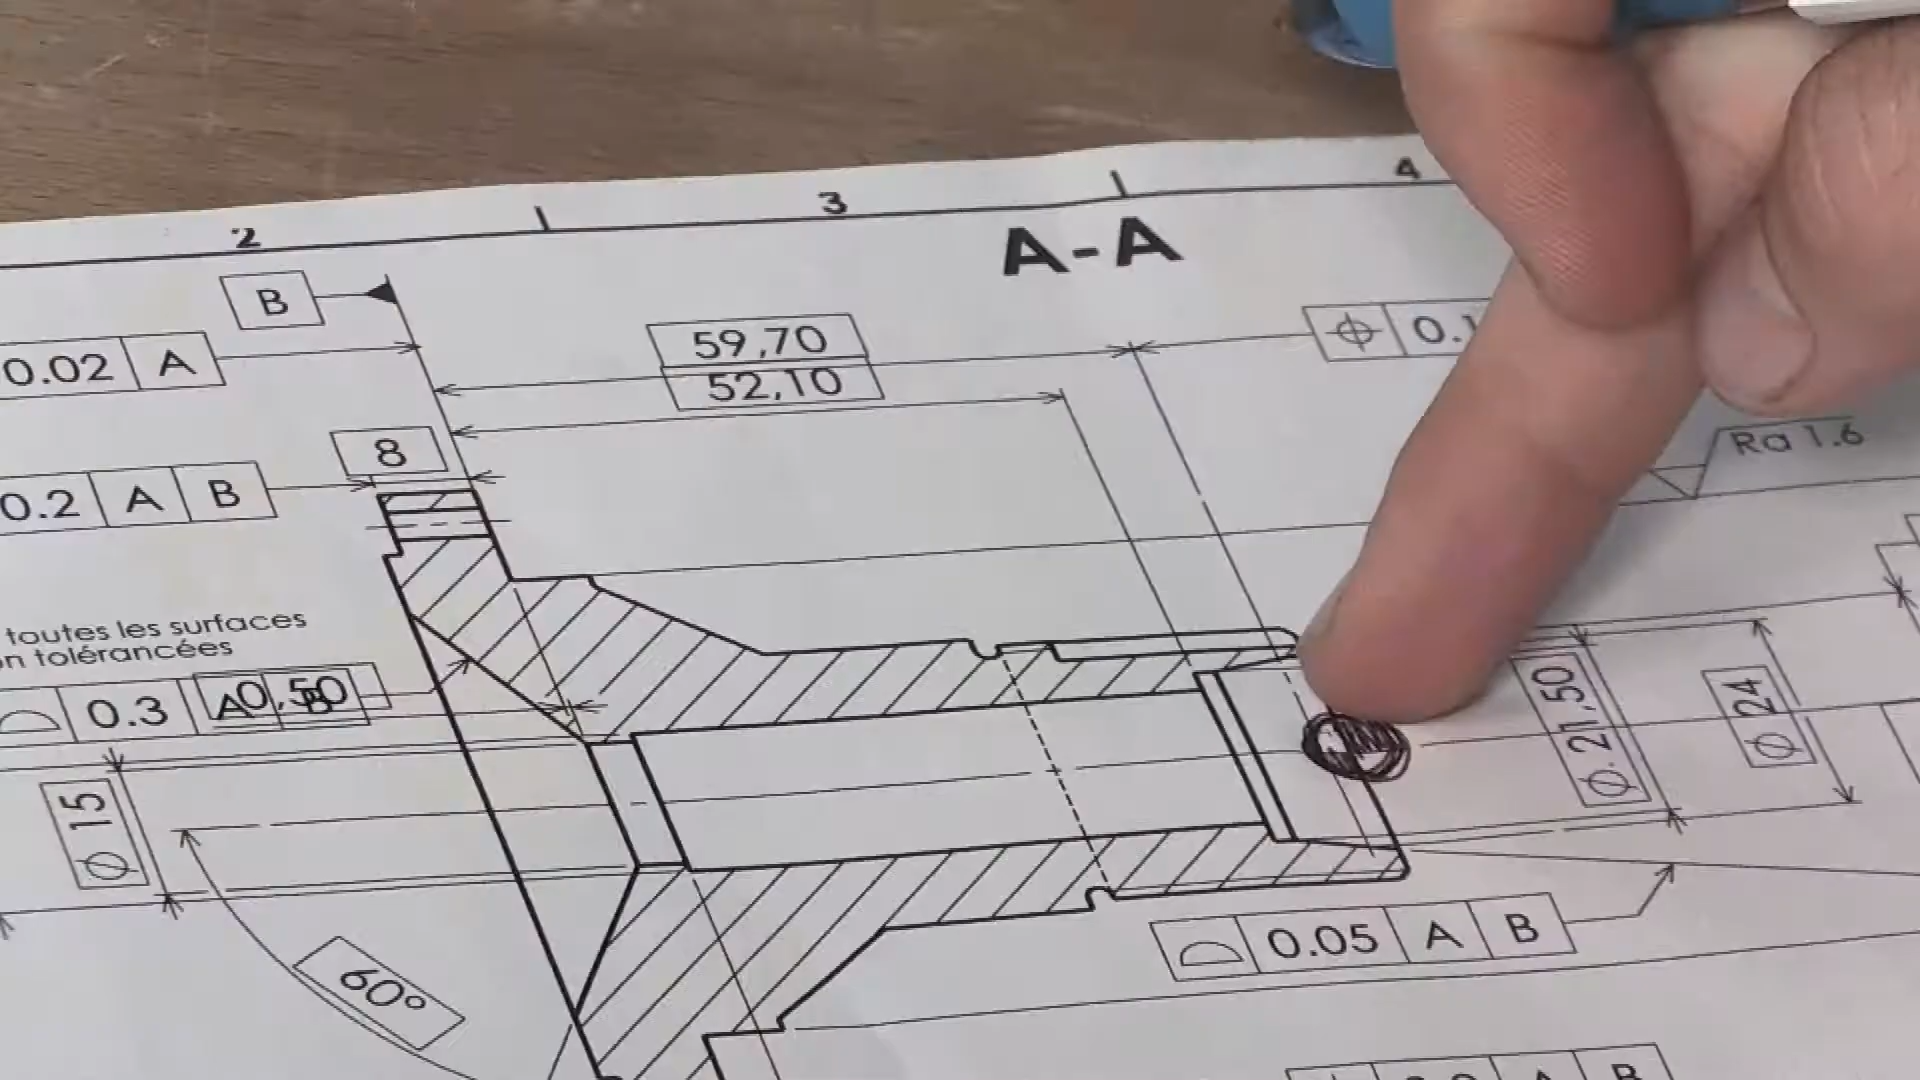 2
3
4
A-A
B
59,70
0.02 A
52,10
8
Ra 1.6
0.2 A B
toutes les surfaces
tolérancées
0.3 A B
0,50
Ø 21,50
Ø 24
Ø 15
0.05 A B
60°
A B